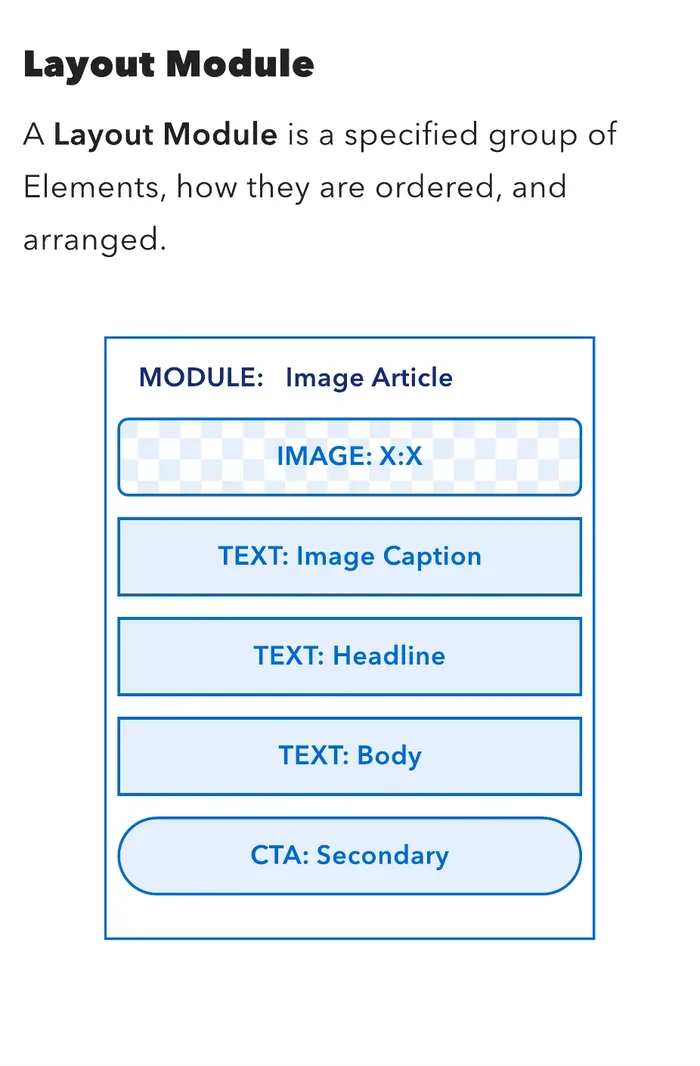 Layout Module
A Layout Module is a specified group of
Elements, how they are ordered, and
arranged.
MODULE: Image Article
IMAGE: X:X
TEXT: Image Caption
TEXT: Headline
TEXT: Body
CTA: Secondary